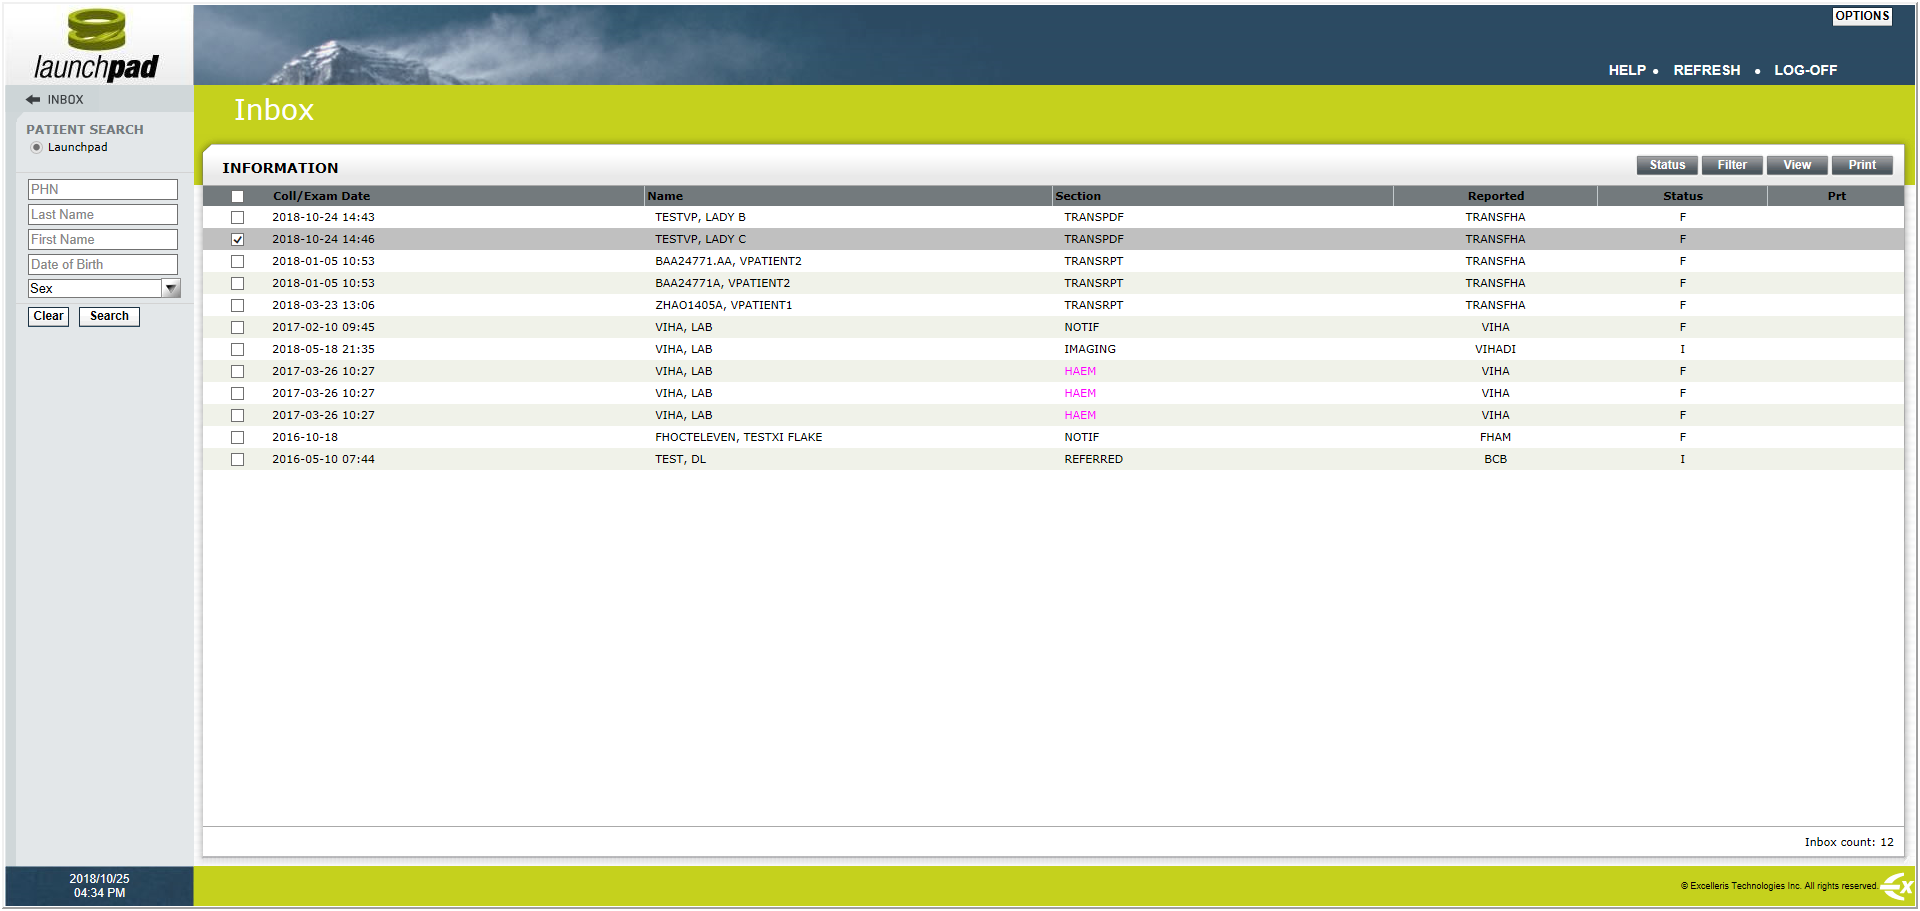 OPTIONS
launchpad
HELP • REFRESH • LOG-OFF
INBOX
Inbox
PATIENT SEARCH
Launchpad
PHN
Last Name
First Name
Date of Birth
Sex
Clear Search
INFORMATION
Status Filter View Print
Coll/Exam Date Name Section Reported Status Prt
2018-10-24 14:43 TESTVP, LADY B TRANSPDF TRANSFHA F
2018-10-24 14:46 TESTVP, LADY C TRANSPDF TRANSFHA F
2018-01-05 10:53 BAA24771.AA, VPATIENT2 TRANSRPT TRANSFHA F
2018-01-05 10:53 BAA24771A, VPATIENT2 TRANSRPT TRANSFHA F
2018-03-23 13:06 ZHAO1405A, VPATIENT1 TRANSRPT TRANSFHA F
2017-02-10 09:45 VIHA, LAB NOTIF VIHA F
2018-05-18 21:35 VIHA, LAB IMAGING VIHADI I
2017-03-26 10:27 VIHA, LAB HAEM VIHA F
2017-03-26 10:27 VIHA, LAB HAEM VIHA F
2017-03-26 10:27 VIHA, LAB HAEM VIHA F
2016-10-18 FHOCTELEVEN, TESTXI FLAKE NOTIF FHAM F
2016-05-10 07:44 TEST, DL REFERRED BCB I
Inbox count: 12
2018/10/25
04:34 PM
© Excelleris Technologies Inc. All rights reserved.